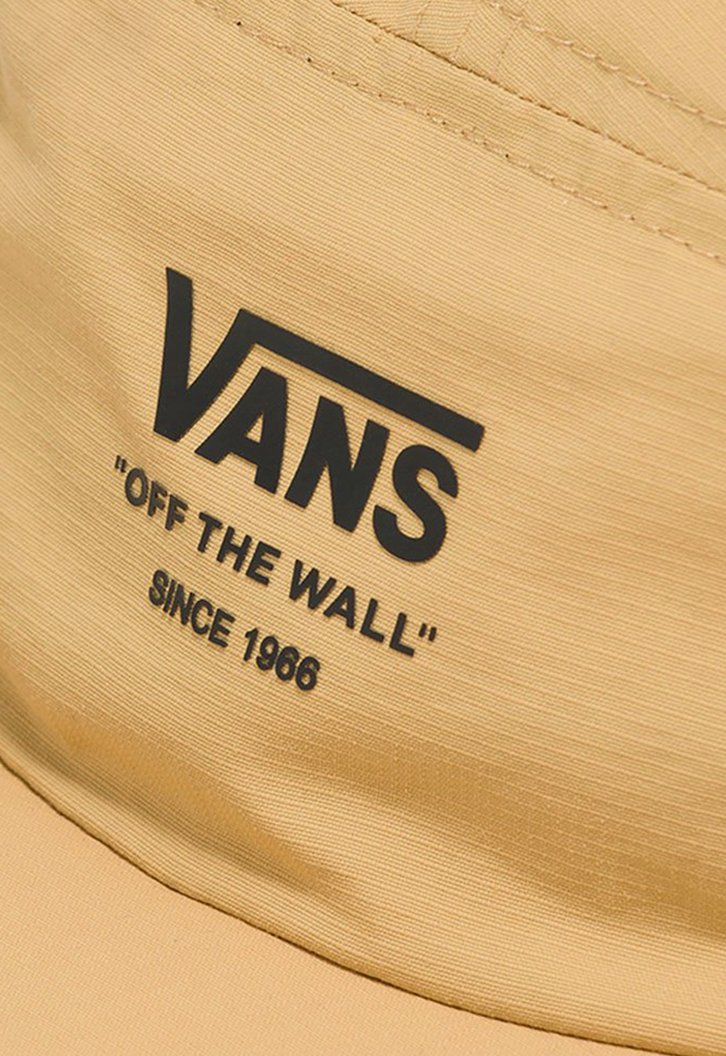 VANS
"OFF THE WALL"
SINCE 1966